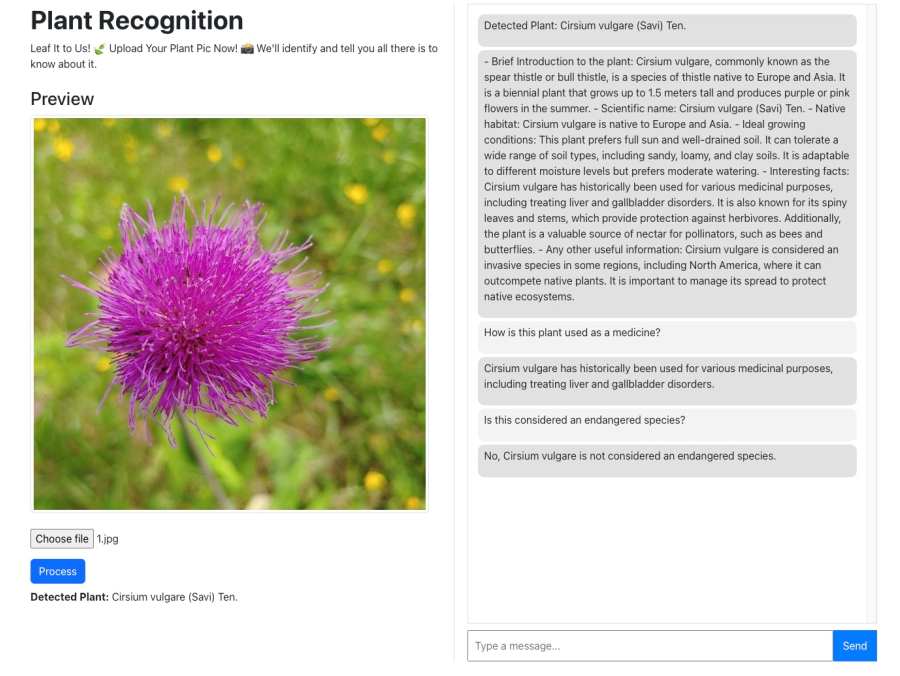 Plant Recognition
Leaf It to Us! 🌿 Upload Your Plant Pic Now! 📸 We'll identify and tell you all there is to
know about it.
Preview
Choose file 1.jpg
Process
Detected Plant: Cirsium vulgare (Savi) Ten.
Detected Plant: Cirsium vulgare (Savi) Ten.
- Brief Introduction to the plant: Cirsium vulgare, commonly known as the
spear thistle or bull thistle, is a species of thistle native to Europe and Asia. It
is a biennial plant that grows up to 1.5 meters tall and produces purple or pink
flowers in the summer. - Scientific name: Cirsium vulgare (Savi) Ten. - Native
habitat: Cirsium vulgare is native to Europe and Asia. - Ideal growing
conditions: This plant prefers full sun and well-drained soil. It can tolerate a
wide range of soil types, including sandy, loamy, and clay soils. It is adaptable
to different moisture levels but prefers moderate watering. - Interesting facts:
Cirsium vulgare has historically been used for various medicinal purposes,
including treating liver and gallbladder disorders. It is also known for its spiny
leaves and stems, which provide protection against herbivores. Additionally,
the plant is a valuable source of nectar for pollinators, such as bees and
butterflies. - Any other useful information: Cirsium vulgare is considered an
invasive species in some regions, including North America, where it can
outcompete native plants. It is important to manage its spread to protect
native ecosystems.
How is this plant used as a medicine?
Cirsium vulgare has historically been used for various medicinal purposes,
including treating liver and gallbladder disorders.
Is this considered an endangered species?
No, Cirsium vulgare is not considered an endangered species.
Type a message...
Send